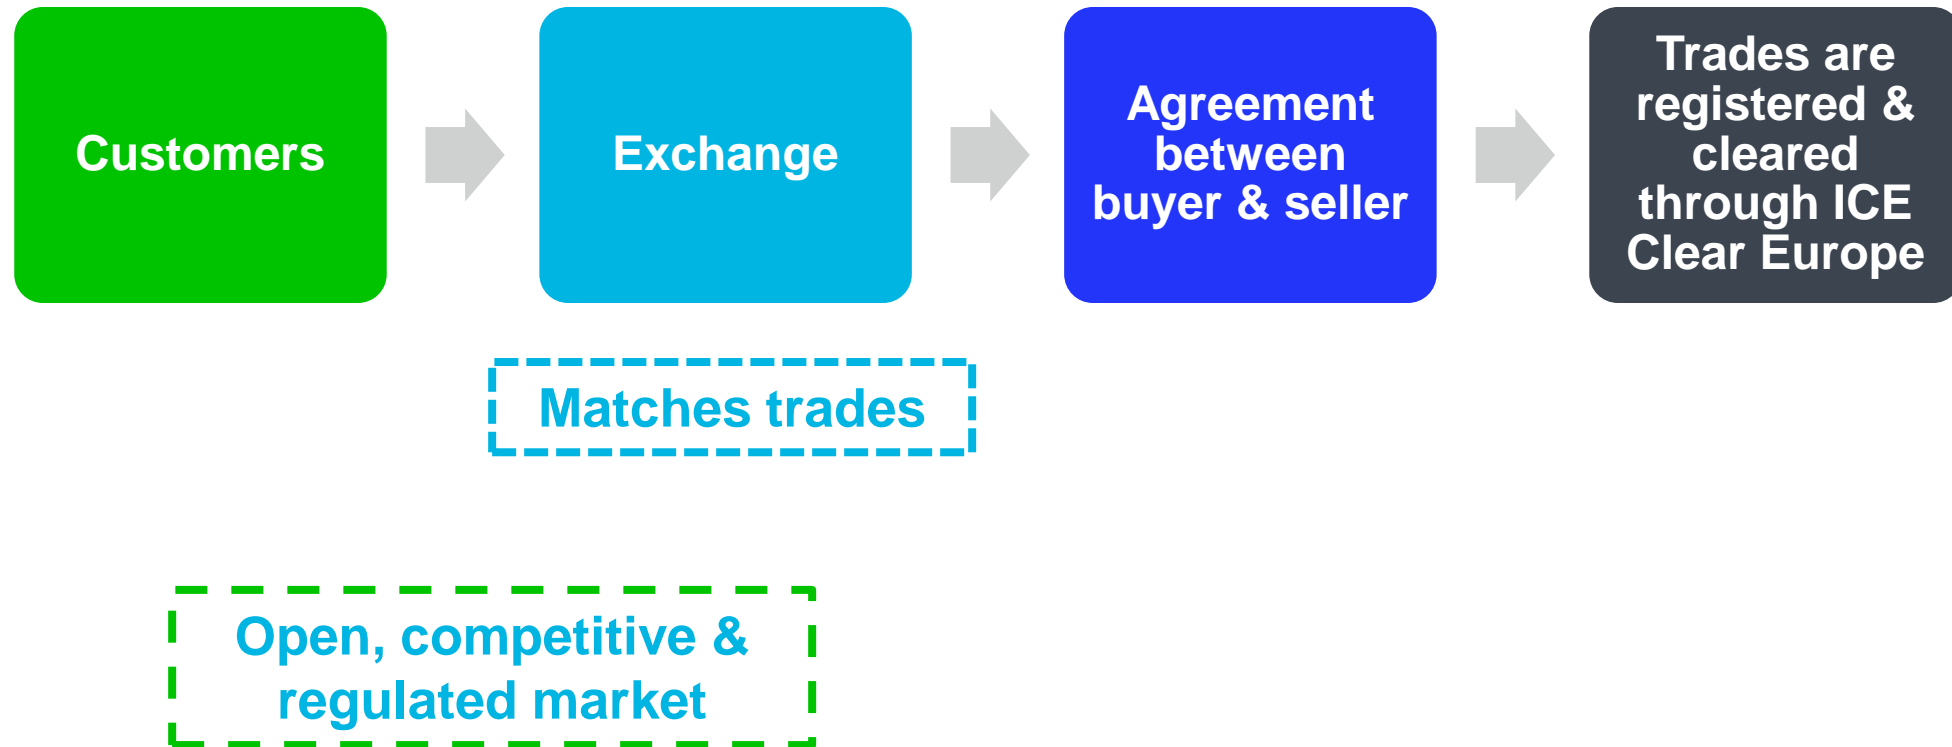 Customers
Exchange
Agreement
between
buyer & seller
Trades are
registered &
cleared
through ICE
Clear Europe
Matches trades
Open, competitive &
regulated market